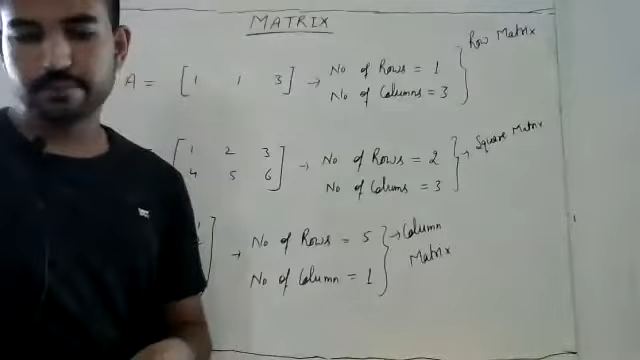 MATRIX
Row Matrix
A = [ 1 1 3 ] → No of Rows = 1
No of Columns = 3
Square Matrix
1 2 3 → No of Rows = 2
4 5 6 No of Colums = 3
→ No of Rows = 5 → Column
No of Column = 1 Matrix